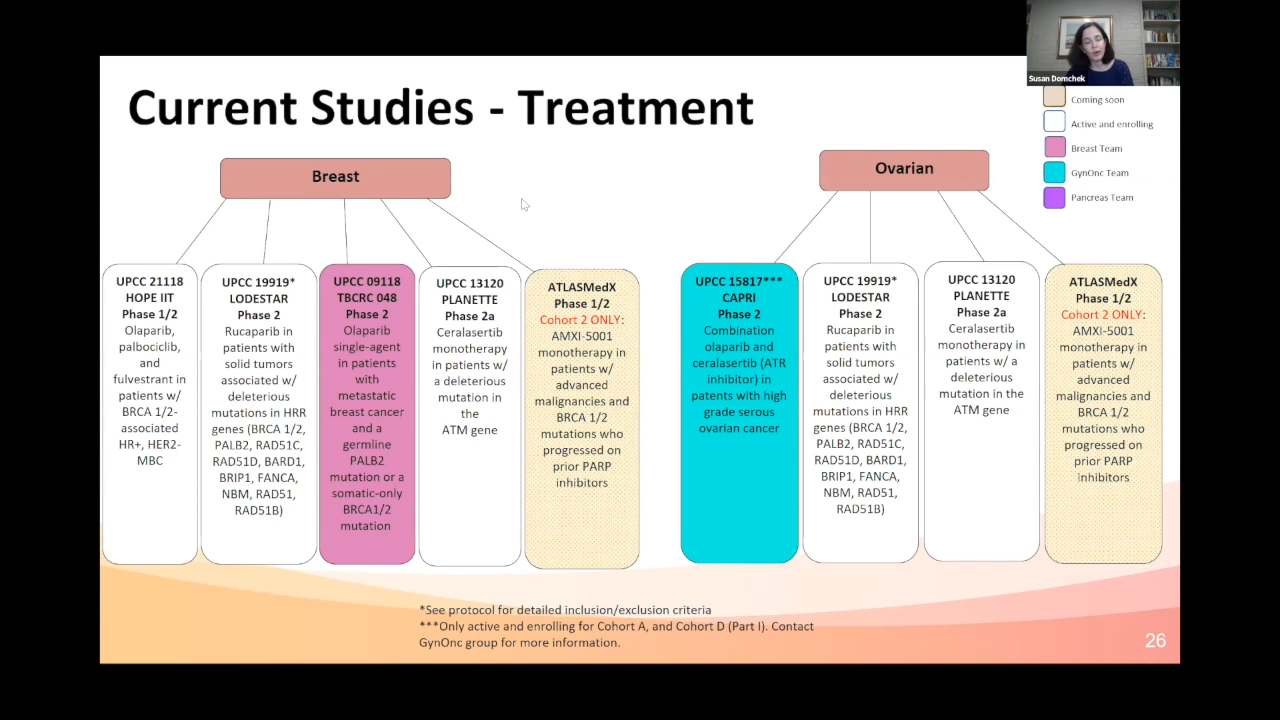 Susan Domchek
Current Studies - Treatment
Coming soon
Active and enrolling
Breast Team
GynOnc Team
Pancreas Team
Breast
Ovarian
UPCC 21118
HOPE IIT
Phase 1/2
Olaparib,
palbociclib,
and
fulvestrant in
patients w/
BRCA 1/2-
associated
HR+, HER2-
MBC
UPCC 19919*
LODESTAR
Phase 2
Rucaparib in
patients with
solid tumors
associated w/
deleterious
mutations in HRR
genes (BRCA 1/2,
PALB2, RAD51C,
RAD51D, BARD1,
BRIP1, FANCA,
NBM, RAD51,
RAD51B)
UPCC 09118
TBCRC 048
Phase 2
Olaparib
single-agent
in patients
with
metastatic
breast cancer
and a
germline
PALB2
mutation or a
somatic-only
BRCA1/2
mutation
UPCC 13120
PLANETTE
Phase 2a
Ceralasertib
monotherapy
in patients w/
a deleterious
mutation in
the
ATM gene
ATLASMedX
Phase 1/2
Cohort 2 ONLY:
AMXI-5001
monotherapy in
patients w/
advanced
malignancies and
BRCA 1/2
mutations who
progressed on
prior PARP
inhibitors
UPCC 15817***
CAPRI
Phase 2
Combination
olaparib and
ceralasertib (ATR
inhibitor) in
patents with high
grade serous
ovarian cancer
UPCC 19919*
LODESTAR
Phase 2
Rucaparib in
patients with
solid tumors
associated w/
deleterious
mutations in HRR
genes (BRCA 1/2,
PALB2, RAD51C,
RAD51D, BARD1,
BRIP1, FANCA,
NBM, RAD51,
RAD51B)
UPCC 13120
PLANETTE
Phase 2a
Ceralasertib
monotherapy in
patients w/ a
deleterious
mutation in the
ATM gene
ATLASMedX
Phase 1/2
Cohort 2 ONLY:
AMXI-5001
monotherapy in
patients w/
advanced
malignancies and
BRCA 1/2
mutations who
progressed on
prior PARP
inhibitors
*See protocol for detailed inclusion/exclusion criteria
***Only active and enrolling for Cohort A, and Cohort D (Part I). Contact
GynOnc group for more information.
26